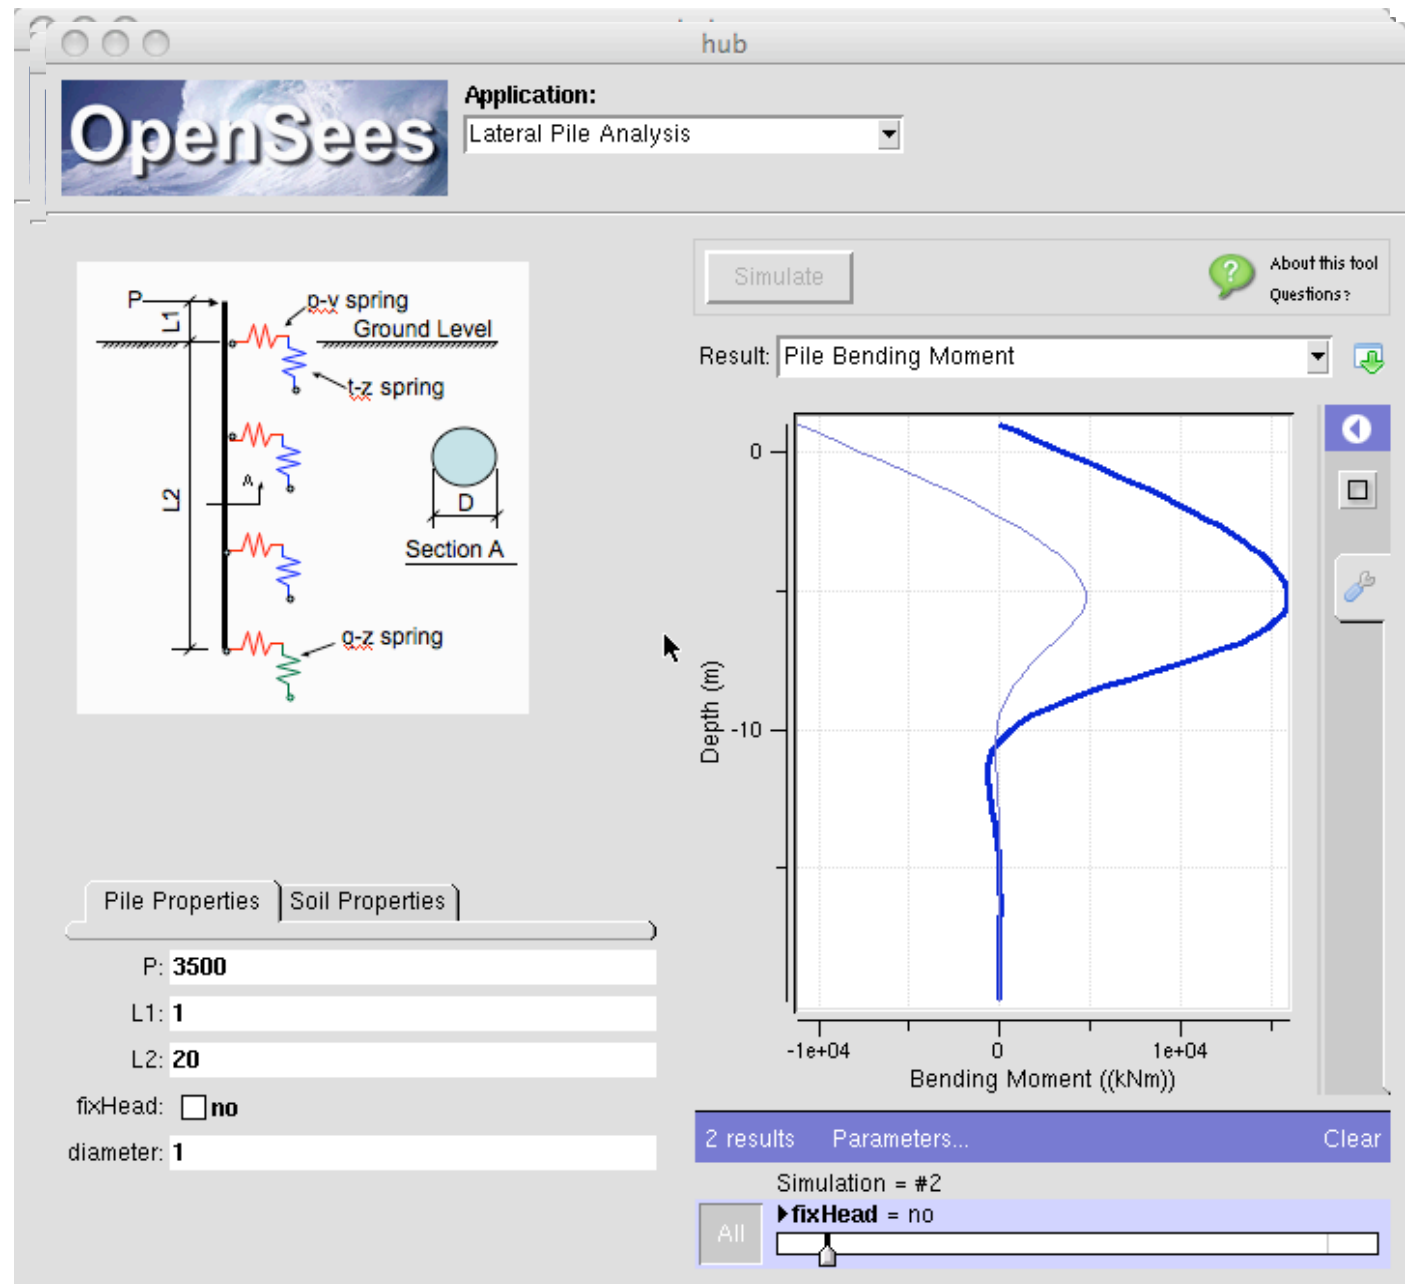 hub
OpenSees
Application:
Lateral Pile Analysis
Simulate
About this tool
Questions?
P
L1
p-y spring
Ground Level
t-z spring
A
L2
D
Section A
q-z spring
Result: Pile Bending Moment
0
-10
Depth (m)
-1e+04 0 1e+04
Bending Moment ((kNm))
Pile Properties Soil Properties
P: 3500
L1: 1
L2: 20
fixHead: no
diameter: 1
2 results Parameters... Clear
Simulation = #2
All
fixHead = no